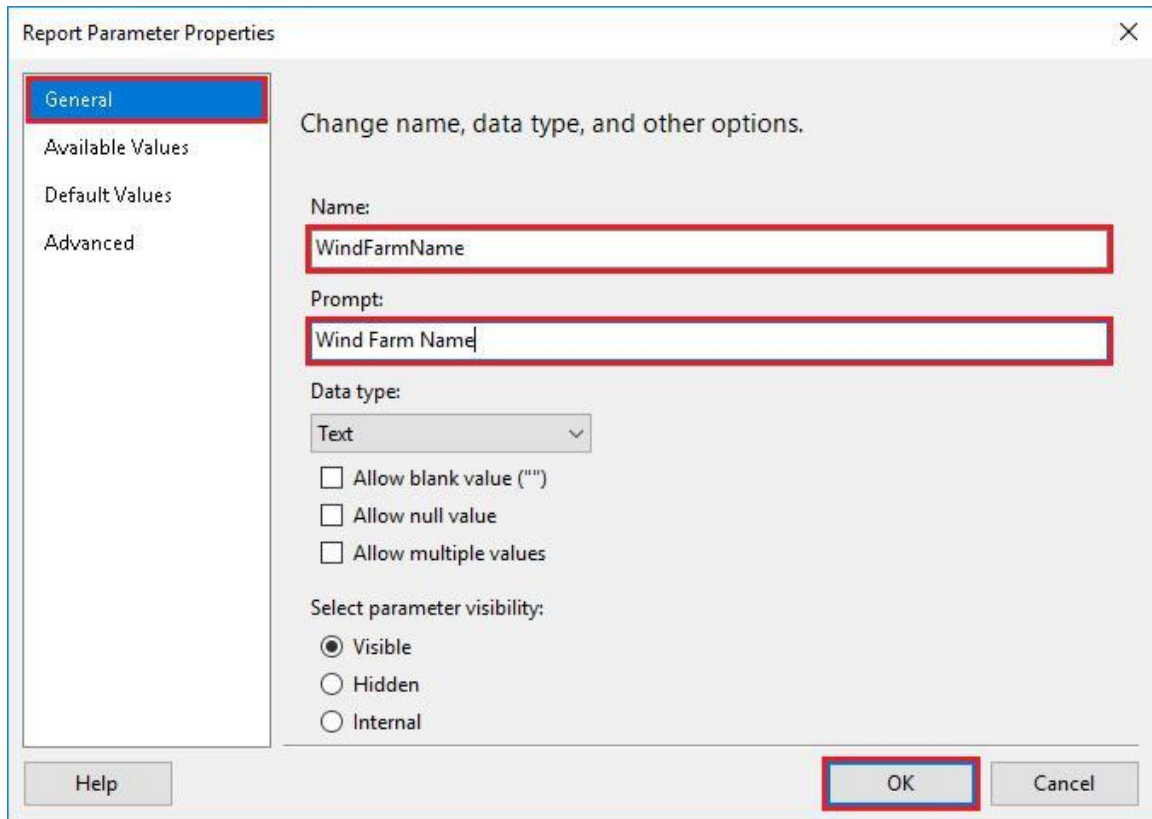 Report Parameter Properties
General
Available Values
Default Values
Advanced
Change name, data type, and other options.
Name:
WindFarmName
Prompt:
Wind Farm Name
Data type:
Text
Allow blank value ("")
Allow null value
Allow multiple values
Select parameter visibility:
Visible
Hidden
Internal
Help
OK
Cancel